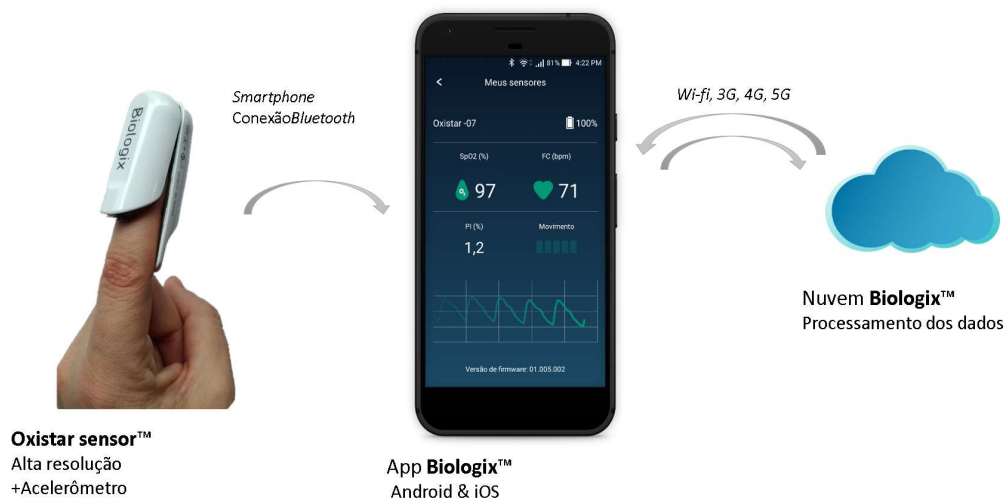 Biologix
Smartphone
ConexãoBluetooth
81% 4:22 PM
Meus sensores
Oxistar -07
100%
SpO2 (%)
FC (bpm)
97
71
PI (%)
Movimento
1,2
Versão de firmware: 01.005.002
Wi-fi, 3G, 4G, 5G
Nuvem Biologix™
Processamento dos dados
Oxistar sensor™
Alta resolução
+Acelerômetro
App Biologix™
Android & iOS